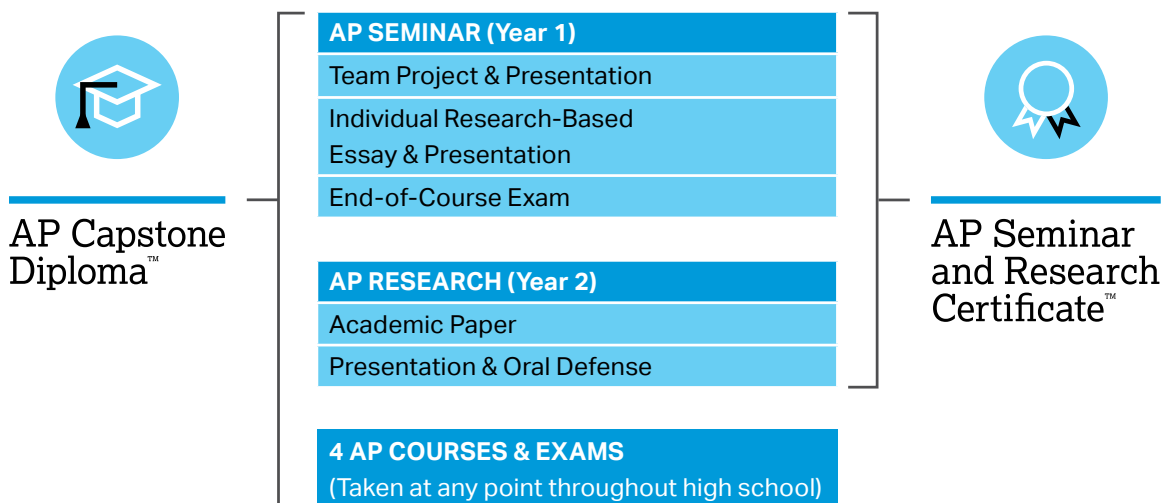 AP Capstone
Diploma™
AP SEMINAR (Year 1)
Team Project & Presentation
Individual Research-Based
Essay & Presentation
End-of-Course Exam
AP RESEARCH (Year 2)
Academic Paper
Presentation & Oral Defense
4 AP COURSES & EXAMS
(Taken at any point throughout high school)
AP Seminar
and Research
Certificate™